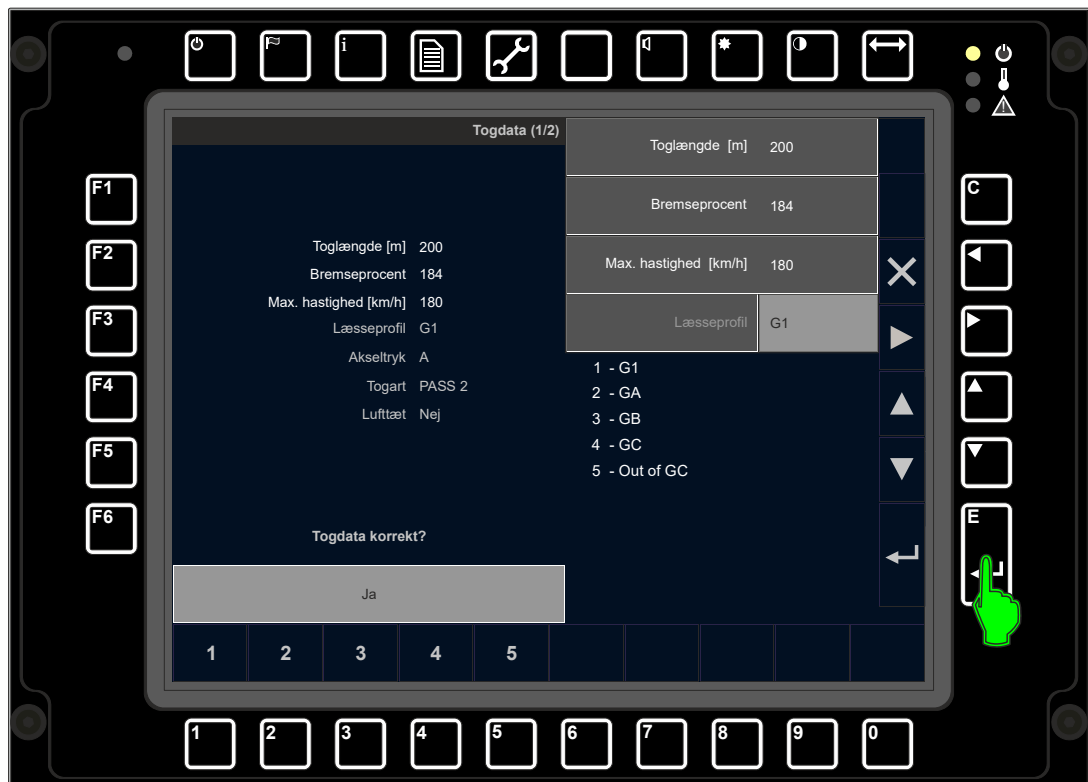 i
Togdata (1/2)
Toglængde [m] 200
Bremseprocent 184
Max. hastighed [km/h] 180
Læsseprofil G1
F1
F2
F3
F4
F5
F6
C
E
Toglængde [m] 200
Bremseprocent 184
Max. hastighed [km/h] 180
Læsseprofil G1
Akseltryk A
Togart PASS 2
Lufttæt Nej
1 - G1
2 - GA
3 - GB
4 - GC
5 - Out of GC
Togdata korrekt?
Ja
1 2 3 4 5
1 2 3 4 5 6 7 8 9 0